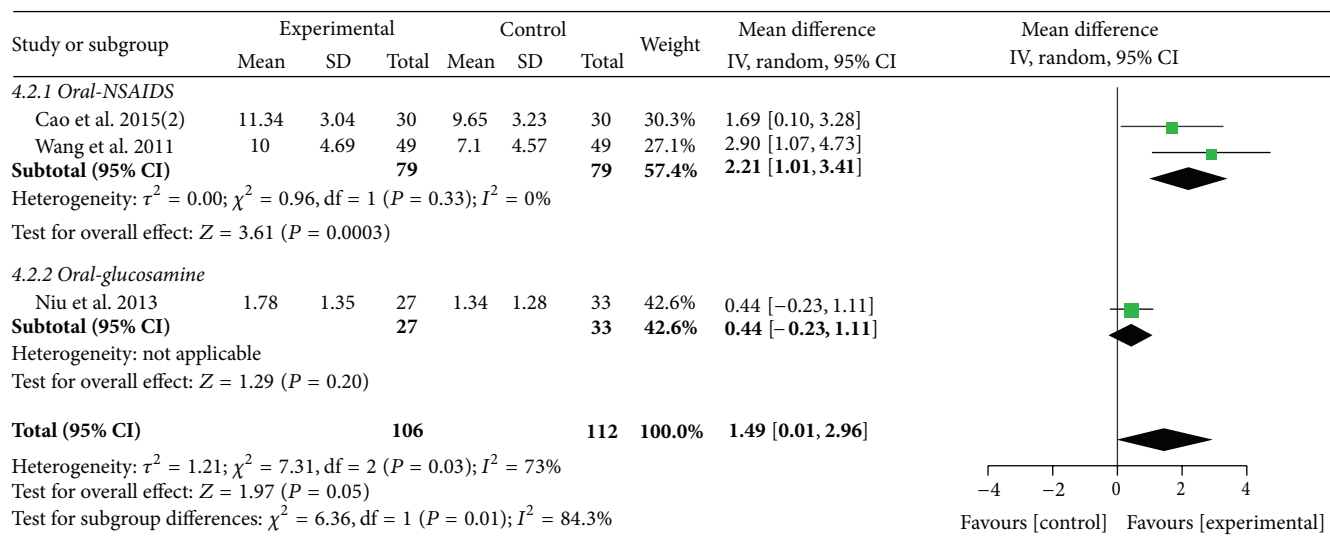 Study or subgroup Experimental Control Weight Mean difference Mean difference
Mean SD Total Mean SD Total IV, random, 95% CI IV, random, 95% CI
4.2.1 Oral-NSAIDS
Cao et al. 2015(2) 11.34 3.04 30 9.65 3.23 30 30.3% 1.69 [0.10, 3.28]
Wang et al. 2011 10 4.69 49 7.1 4.57 49 27.1% 2.90 [1.07, 4.73]
Subtotal (95% CI) 79 79 57.4% 2.21 [1.01, 3.41]
Heterogeneity: τ² = 0.00; χ² = 0.96, df = 1 (P = 0.33); I² = 0%
Test for overall effect: Z = 3.61 (P = 0.0003)
4.2.2 Oral-glucosamine
Niu et al. 2013 1.78 1.35 27 1.34 1.28 33 42.6% 0.44 [−0.23, 1.11]
Subtotal (95% CI) 27 33 42.6% 0.44 [−0.23, 1.11]
Heterogeneity: not applicable
Test for overall effect: Z = 1.29 (P = 0.20)
Total (95% CI) 106 112 100.0% 1.49 [0.01, 2.96]
Heterogeneity: τ² = 1.21; χ² = 7.31, df = 2 (P = 0.03); I² = 73%
Test for overall effect: Z = 1.97 (P = 0.05)
Test for subgroup differences: χ² = 6.36, df = 1 (P = 0.01); I² = 84.3%
−4 −2 0 2 4
Favours [control] Favours [experimental]